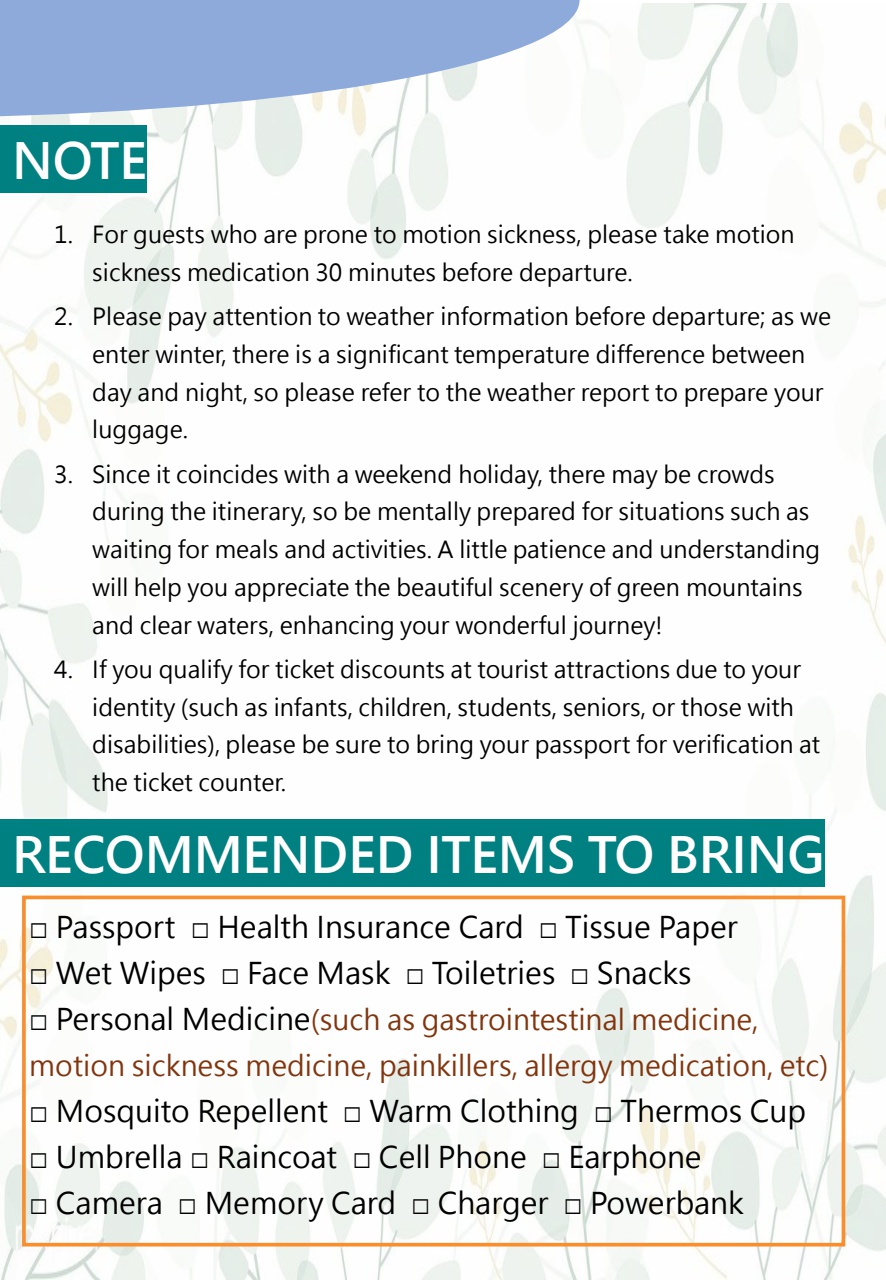 NOTE
1. For guests who are prone to motion sickness, please take motion
sickness medication 30 minutes before departure.
2. Please pay attention to weather information before departure; as we
enter winter, there is a significant temperature difference between
day and night, so please refer to the weather report to prepare your
luggage.
3. Since it coincides with a weekend holiday, there may be crowds
during the itinerary, so be mentally prepared for situations such as
waiting for meals and activities. A little patience and understanding
will help you appreciate the beautiful scenery of green mountains
and clear waters, enhancing your wonderful journey!
4. If you qualify for ticket discounts at tourist attractions due to your
identity (such as infants, children, students, seniors, or those with
disabilities), please be sure to bring your passport for verification at
the ticket counter.
RECOMMENDED ITEMS TO BRING
□ Passport □ Health Insurance Card □ Tissue Paper
□ Wet Wipes □ Face Mask □ Toiletries □ Snacks
□ Personal Medicine(such as gastrointestinal medicine,
motion sickness medicine, painkillers, allergy medication, etc)
□ Mosquito Repellent □ Warm Clothing □ Thermos Cup
□ Umbrella □ Raincoat □ Cell Phone □ Earphone
□ Camera □ Memory Card □ Charger □ Powerbank